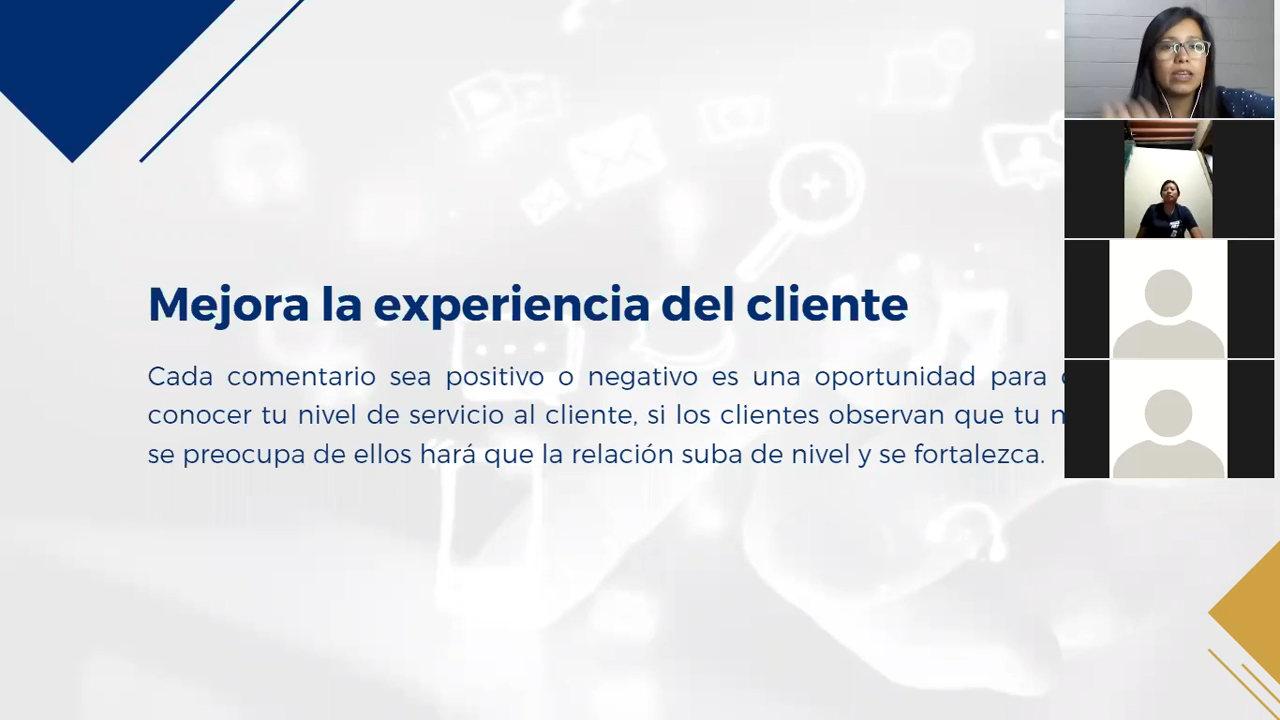 Mejora la experiencia del cliente
Cada comentario sea positivo o negativo es una oportunidad para
conocer tu nivel de servicio al cliente, si los clientes observan que tu
se preocupa de ellos hará que la relación suba de nivel y se fortalezca.